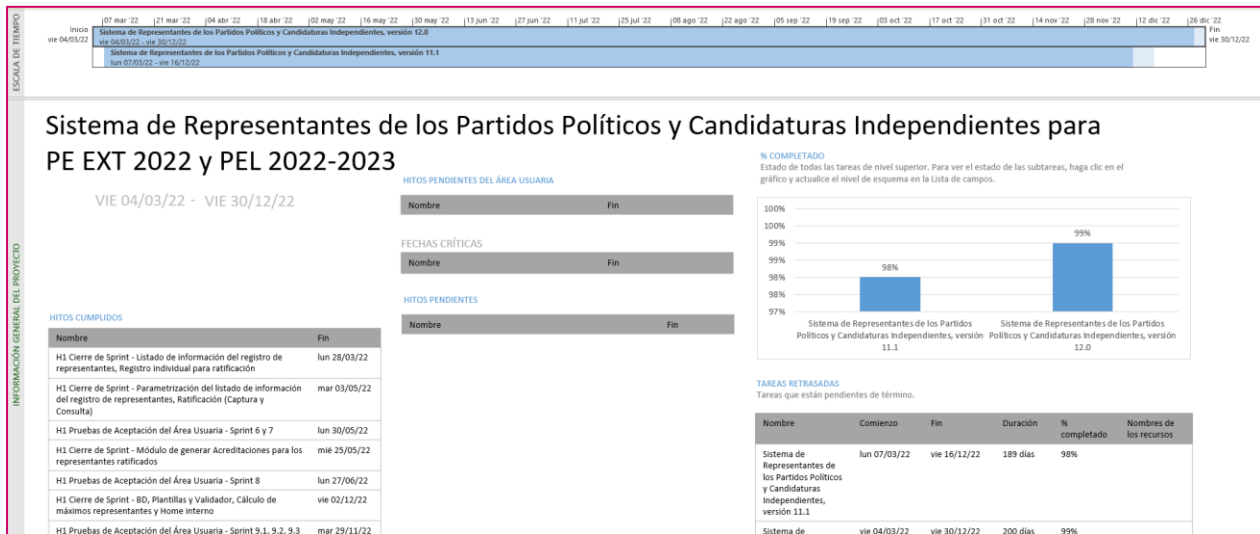 ESCALA DE TIEMPO
07 mar '22 21 mar '22 04 abr '22 18 abr '22 02 may '22 16 may '22 30 may '22 13 jun '22 27 jun '22 11 jul '22 25 jul '22 08 ago '22 22 ago '22 05 sep '22 19 sep '22 03 oct '22 17 oct '22 31 oct '22 14 nov '22 28 nov '22 12 dic '22 26 dic '22
Inicio
vie 04/03/22
Sistema de Representantes de los Partidos Políticos y Candidaturas Independientes, versión 12.0
vie 04/03/22 - vie 30/12/22
Sistema de Representantes de los Partidos Políticos y Candidaturas Independientes, versión 11.1
lun 07/03/22 - vie 16/12/22
Fin
vie 30/12/22
INFORMACIÓN GENERAL DEL PROYECTO
Sistema de Representantes de los Partidos Políticos y Candidaturas Independientes para
PE EXT 2022 y PEL 2022-2023
VIE 04/03/22 - VIE 30/12/22
HITOS CUMPLIDOS
Nombre Fin
H1 Cierre de Sprint - Listado de información del registro de lun 28/03/22
representantes, Registro individual para ratificación
H1 Cierre de Sprint - Parametrización del listado de información mar 03/05/22
del registro de representantes, Ratificación (Captura y
Consulta)
H1 Pruebas de Aceptación del Área Usuaria - Sprint 6 y 7 lun 30/05/22
H1 Cierre de Sprint - Módulo de generar Acreditaciones para los mié 25/05/22
representantes ratificados
H1 Pruebas de Aceptación del Área Usuaria - Sprint 8 lun 27/06/22
H1 Cierre de Sprint - BD, Plantillas y Validador, Cálculo de vie 02/12/22
máximos representantes y Home interno
H1 Pruebas de Aceptación del Área Usuaria - Sprint 9.1, 9.2, 9.3 mar 29/11/22
HITOS PENDIENTES DEL ÁREA USUARIA
Nombre Fin
FECHAS CRÍTICAS
Nombre Fin
HITOS PENDIENTES
Nombre Fin
% COMPLETADO
Estado de todas las tareas de nivel superior. Para ver el estado de las subtareas, haga clic en el
gráfico y actualice el nivel de esquema en la Lista de campos.
100%
100%
99%
99%
98%
98%
97%
98%
99%
Sistema de Representantes de los Partidos
Políticos y Candidaturas Independientes, versión
11.1
Sistema de Representantes de los Partidos
Políticos y Candidaturas Independientes, versión
12.0
TAREAS RETRASADAS
Tareas que están pendientes de término.
Nombre Comienzo Fin Duración % Nombres de
completado los recursos
Sistema de lun 07/03/22 vie 16/12/22 189 días 98%
Representantes de
los Partidos Políticos
y Candidaturas
Independientes,
versión 11.1
Sistema de vie 04/03/22 vie 30/12/22 200 días 99%